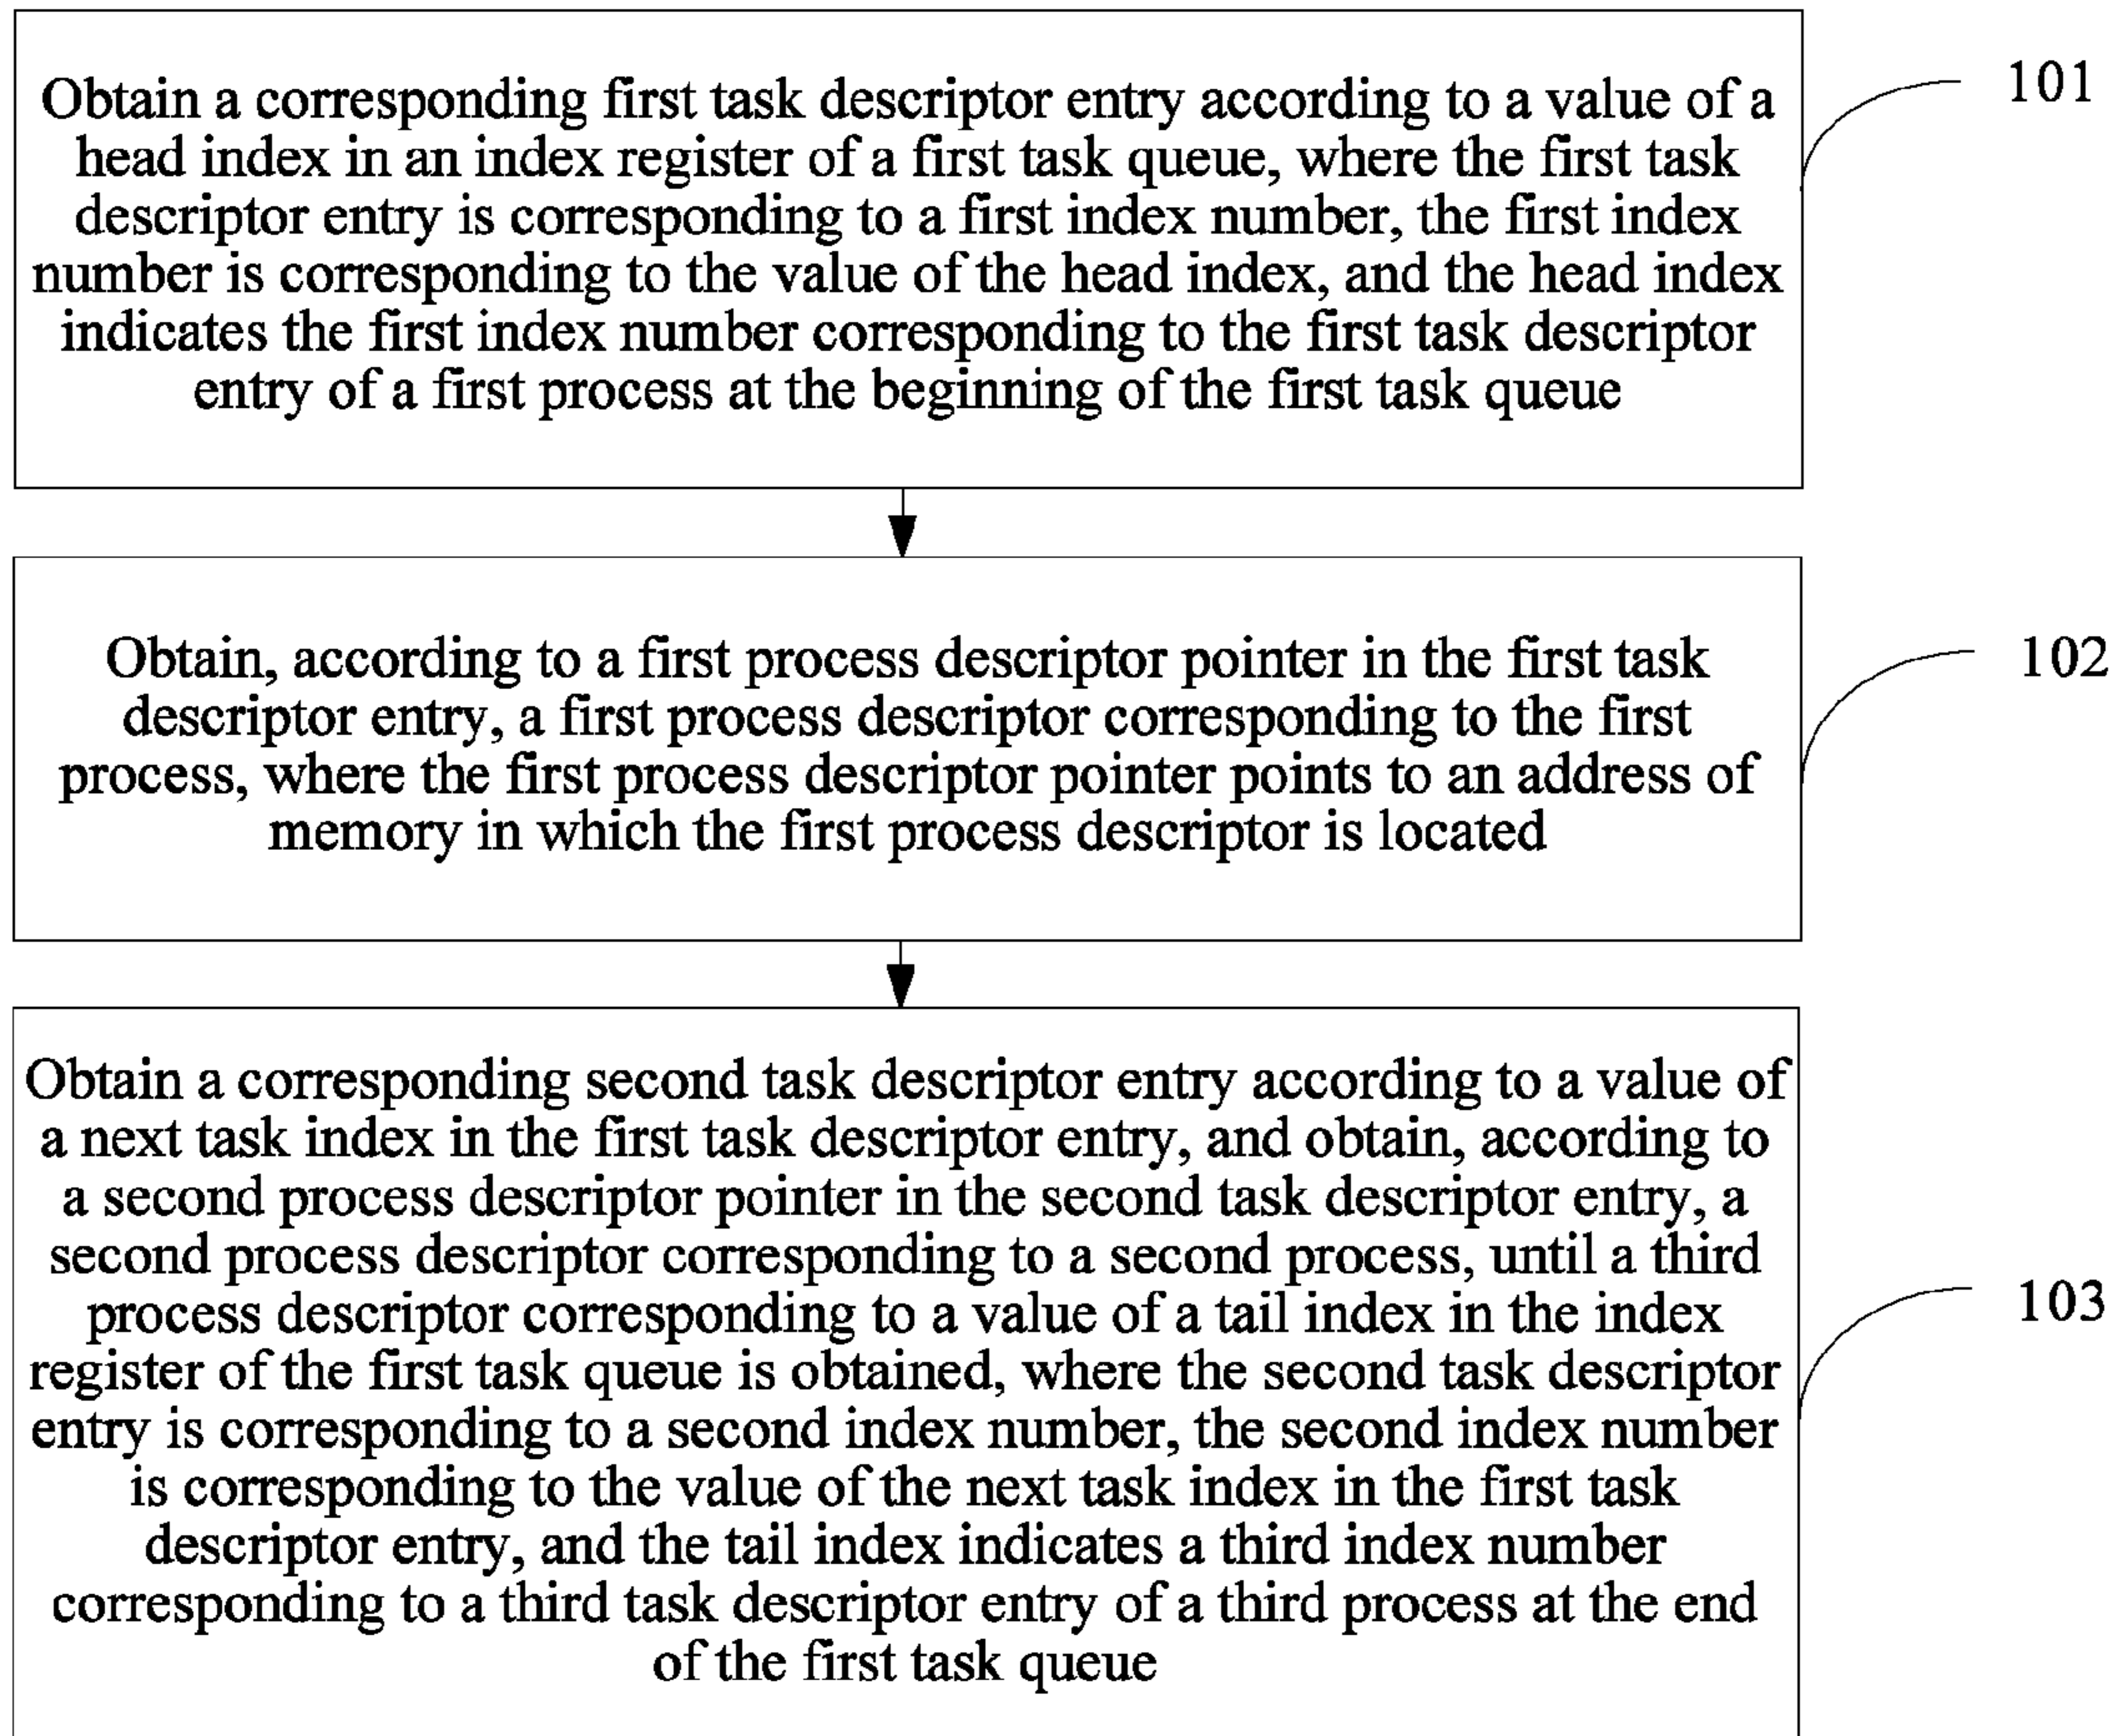 Obtain a corresponding first task descriptor entry according to a value of a
head index in an index register of a first task queue, where the first task
descriptor entry is corresponding to a first index number, the first index
number is corresponding to the value of the head index, and the head index
indicates the first index number corresponding to the first task descriptor
entry of a first process at the beginning of the first task queue
101
Obtain, according to a first process descriptor pointer in the first task
descriptor entry, a first process descriptor corresponding to the first
process, where the first process descriptor pointer points to an address of
memory in which the first process descriptor is located
102
Obtain a corresponding second task descriptor entry according to a value of
a next task index in the first task descriptor entry, and obtain, according to
a second process descriptor pointer in the second task descriptor entry, a
second process descriptor corresponding to a second process, until a third
process descriptor corresponding to a value of a tail index in the index
register of the first task queue is obtained, where the second task descriptor
entry is corresponding to a second index number, the second index number
is corresponding to the value of the next task index in the first task
descriptor entry, and the tail index indicates a third index number
corresponding to a third task descriptor entry of a third process at the end
of the first task queue
103